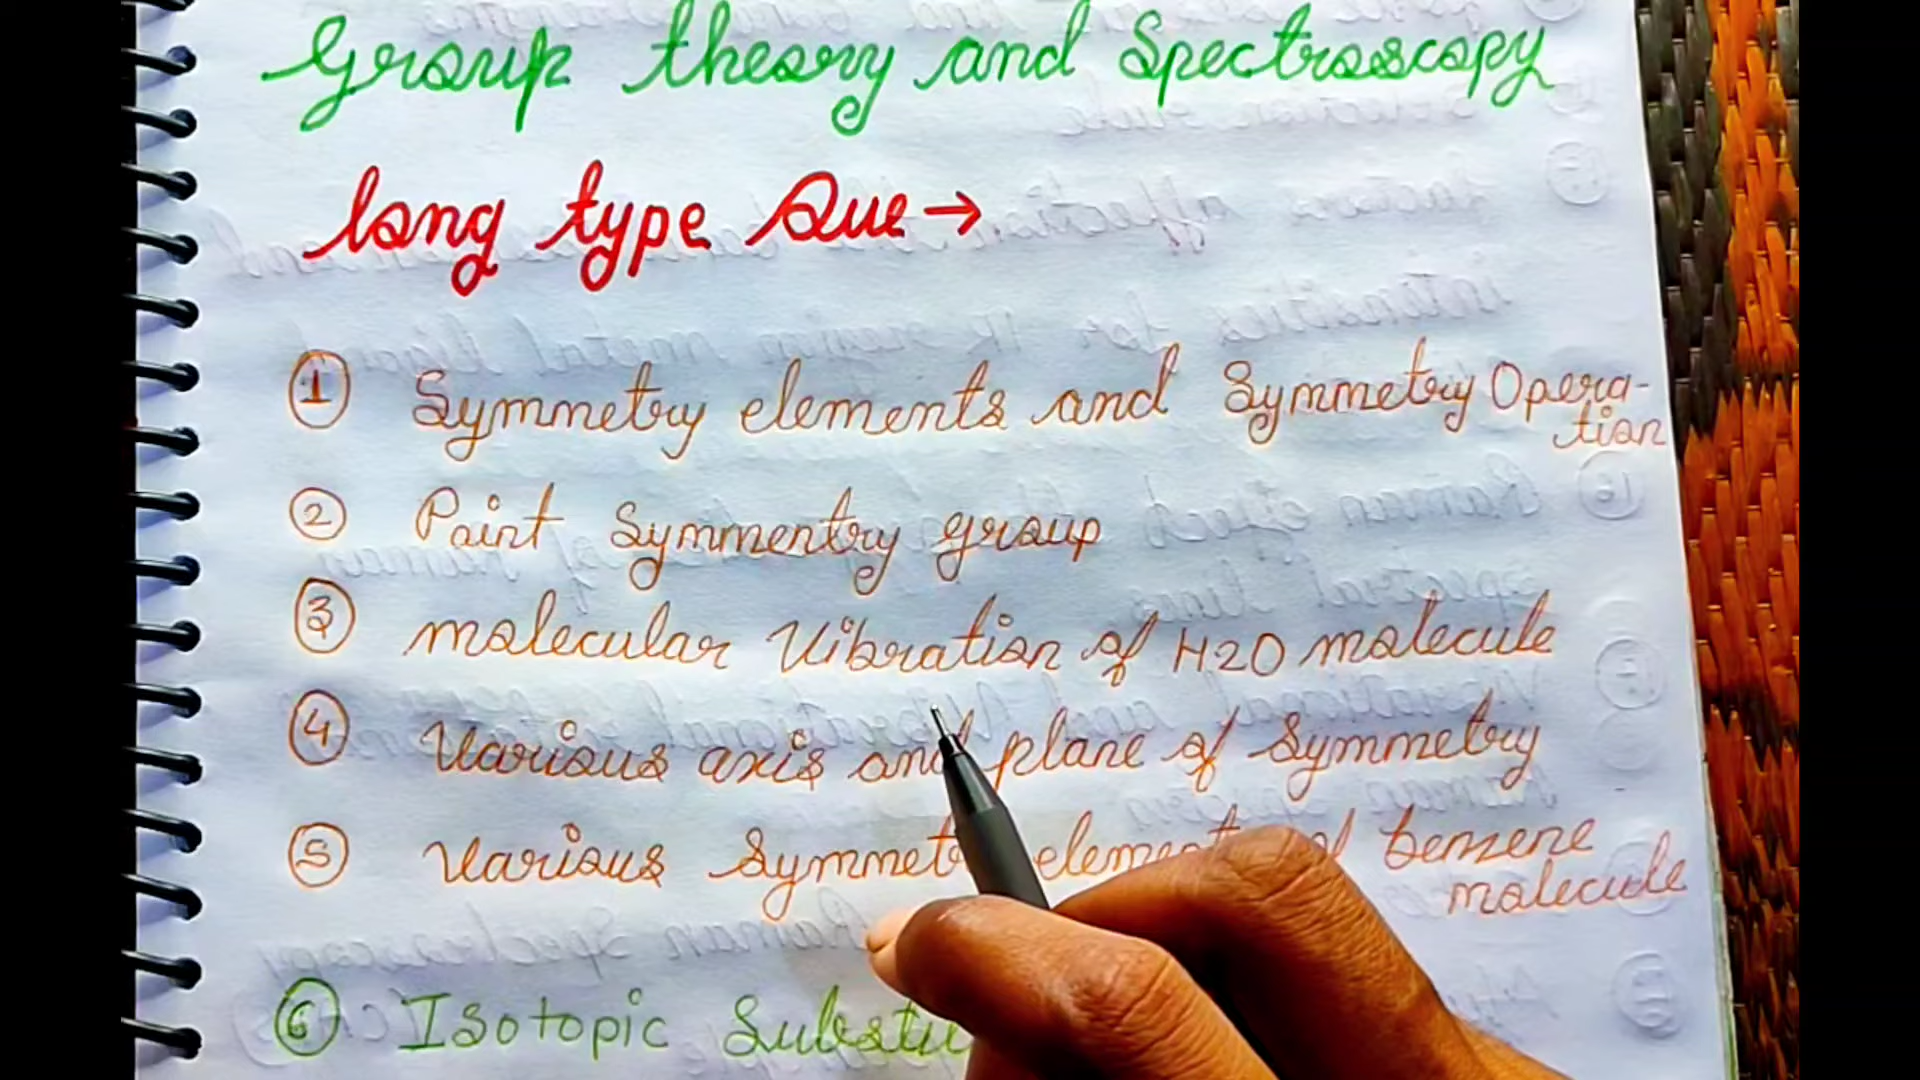 Group theory and Spectroscopy
long type Que →
① Symmetry elements and Symmetry Opera-
tion
② Point Symmentry group
③ molecular Vibration of H2O molecule
④ Various axis and plane of Symmetry
⑤ Various Symmet element of benzene
molecule
⑥ Isotopic